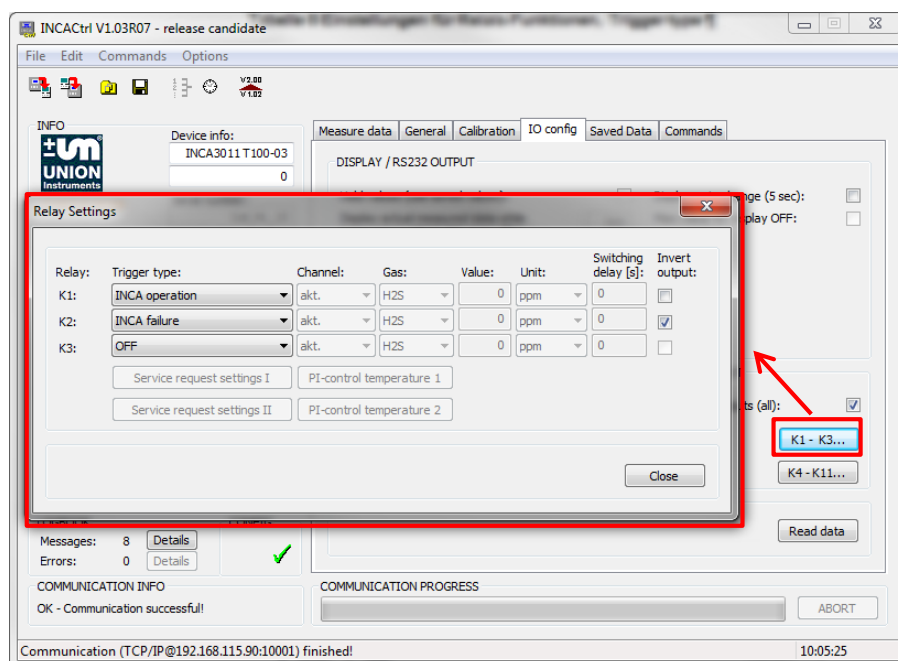 INCACtrl V1.03R07 - release candidate
File Edit Commands Options
V2.00
V1.02
INFO
±um
UNION
Instruments
Device info:
INCA3011 T100-03
0
Measure data General Calibration IO config Saved Data Commands
DISPLAY / RS232 OUTPUT
nge (5 sec):
play OFF:
Relay Settings
Relay: Trigger type: Channel: Gas: Value: Unit: Switching delay [s]: Invert output:
K1: INCA operation akt. H2S 0 ppm 0
K2: INCA failure akt. H2S 0 ppm 0
K3: OFF akt. H2S 0 ppm 0
Service request settings I PI-control temperature 1
Service request settings II PI-control temperature 2
Close
ts (all):
K1 - K3...
K4 - K11...
Read data
Messages: 8 Details
Errors: 0 Details
COMMUNICATION INFO
OK - Communication successful!
COMMUNICATION PROGRESS
ABORT
Communication (TCP/IP@192.168.115.90:10001) finished!
10:05:25